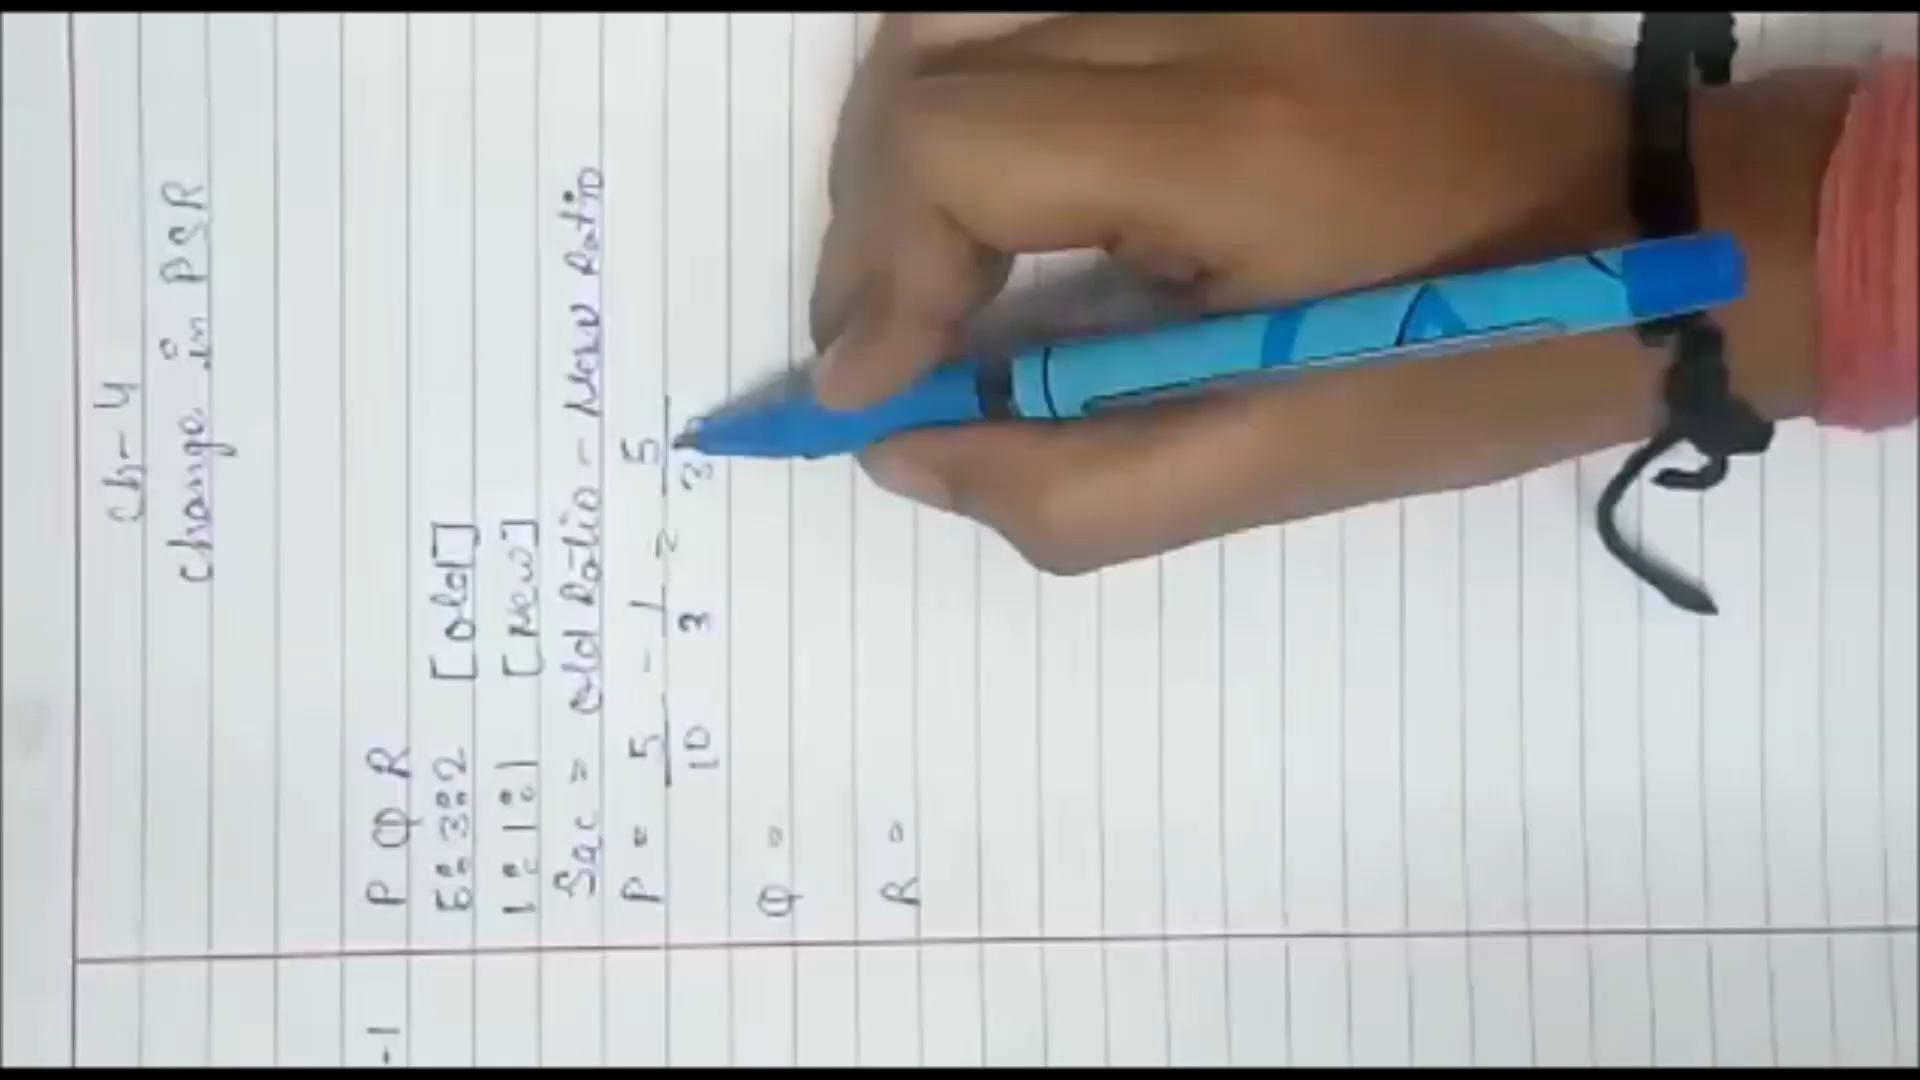 Ch-4
Change in PSR
-1 P Q R
5:3:2 [Old]
1:1:1 [New]
Sac = Old Ratio - New Ratio
P = 5/10 - 1/3 = 5/30
Q =
R =